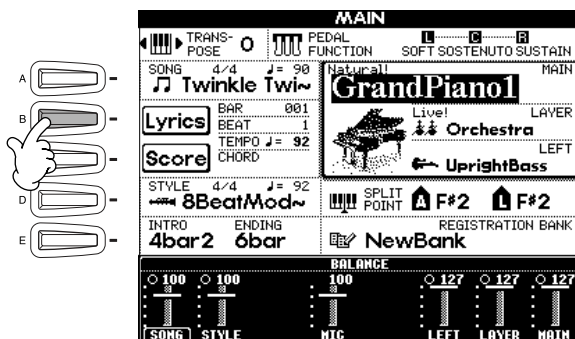 MAIN
TRANS-
POSE 0
PEDAL
FUNCTION
L C R
SOFT SOSTENUTO SUSTAIN
SONG 4/4 ♩= 90
♫ Twinkle Twi~
Lyrics
BAR 001
BEAT 1
TEMPO ♩= 92
Score
CHORD
Natural! MAIN
GrandPiano1
Live! LAYER
Orchestra
LEFT
UprightBass
A
B
D
E
STYLE 4/4 ♩= 92
8BeatMod~
SPLIT
POINT A F#2 L F#2
INTRO ENDING
4bar2 6bar
REGISTRATION BANK
NewBank
BALANCE
100 100 100 127 127 127
SONG STYLE MIC LEFT LAYER MAIN